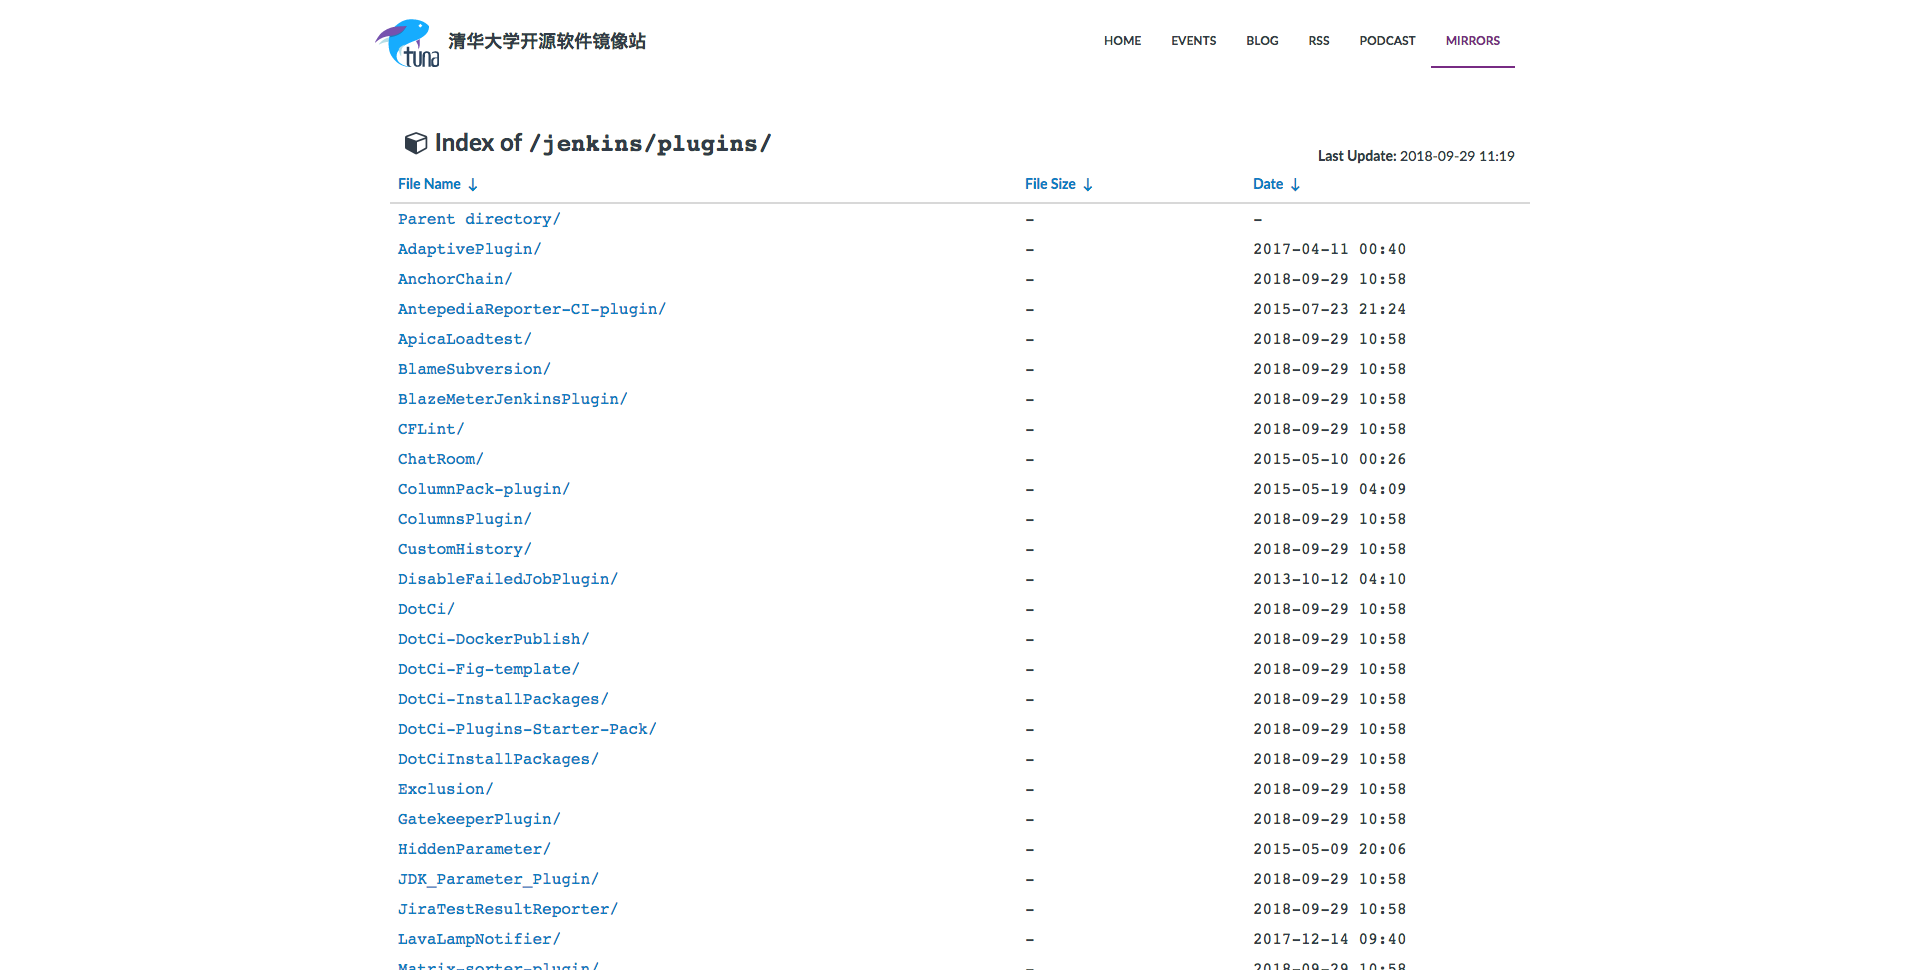 tuna 清华大学开源软件镜像站 HOME EVENTS BLOG RSS PODCAST MIRRORS
Index of /jenkins/plugins/
Last Update: 2018-09-29 11:19
File Name ↓ File Size ↓ Date ↓
Parent directory/ - -
AdaptivePlugin/ - 2017-04-11 00:40
AnchorChain/ - 2018-09-29 10:58
AntepediaReporter-CI-plugin/ - 2015-07-23 21:24
ApicaLoadtest/ - 2018-09-29 10:58
BlameSubversion/ - 2018-09-29 10:58
BlazeMeterJenkinsPlugin/ - 2018-09-29 10:58
CFLint/ - 2018-09-29 10:58
ChatRoom/ - 2015-05-10 00:26
ColumnPack-plugin/ - 2015-05-19 04:09
ColumnsPlugin/ - 2018-09-29 10:58
CustomHistory/ - 2018-09-29 10:58
DisableFailedJobPlugin/ - 2013-10-12 04:10
DotCi/ - 2018-09-29 10:58
DotCi-DockerPublish/ - 2018-09-29 10:58
DotCi-Fig-template/ - 2018-09-29 10:58
DotCi-InstallPackages/ - 2018-09-29 10:58
DotCi-Plugins-Starter-Pack/ - 2018-09-29 10:58
DotCiInstallPackages/ - 2018-09-29 10:58
Exclusion/ - 2018-09-29 10:58
GatekeeperPlugin/ - 2018-09-29 10:58
HiddenParameter/ - 2015-05-09 20:06
JDK_Parameter_Plugin/ - 2018-09-29 10:58
JiraTestResultReporter/ - 2018-09-29 10:58
LavaLampNotifier/ - 2017-12-14 09:40
Matrix-sorter-plugin/ - 2018-09-29 10:58